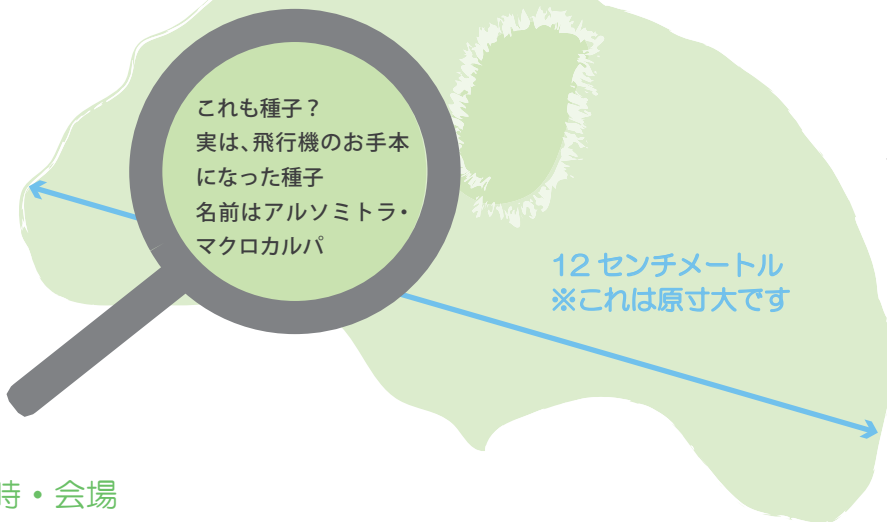 これも種子？
実は、飛行機のお手本
になった種子
名前はアルソミトラ・
マクロカルパ
12 センチメートル
※これは原寸大です
時・会場